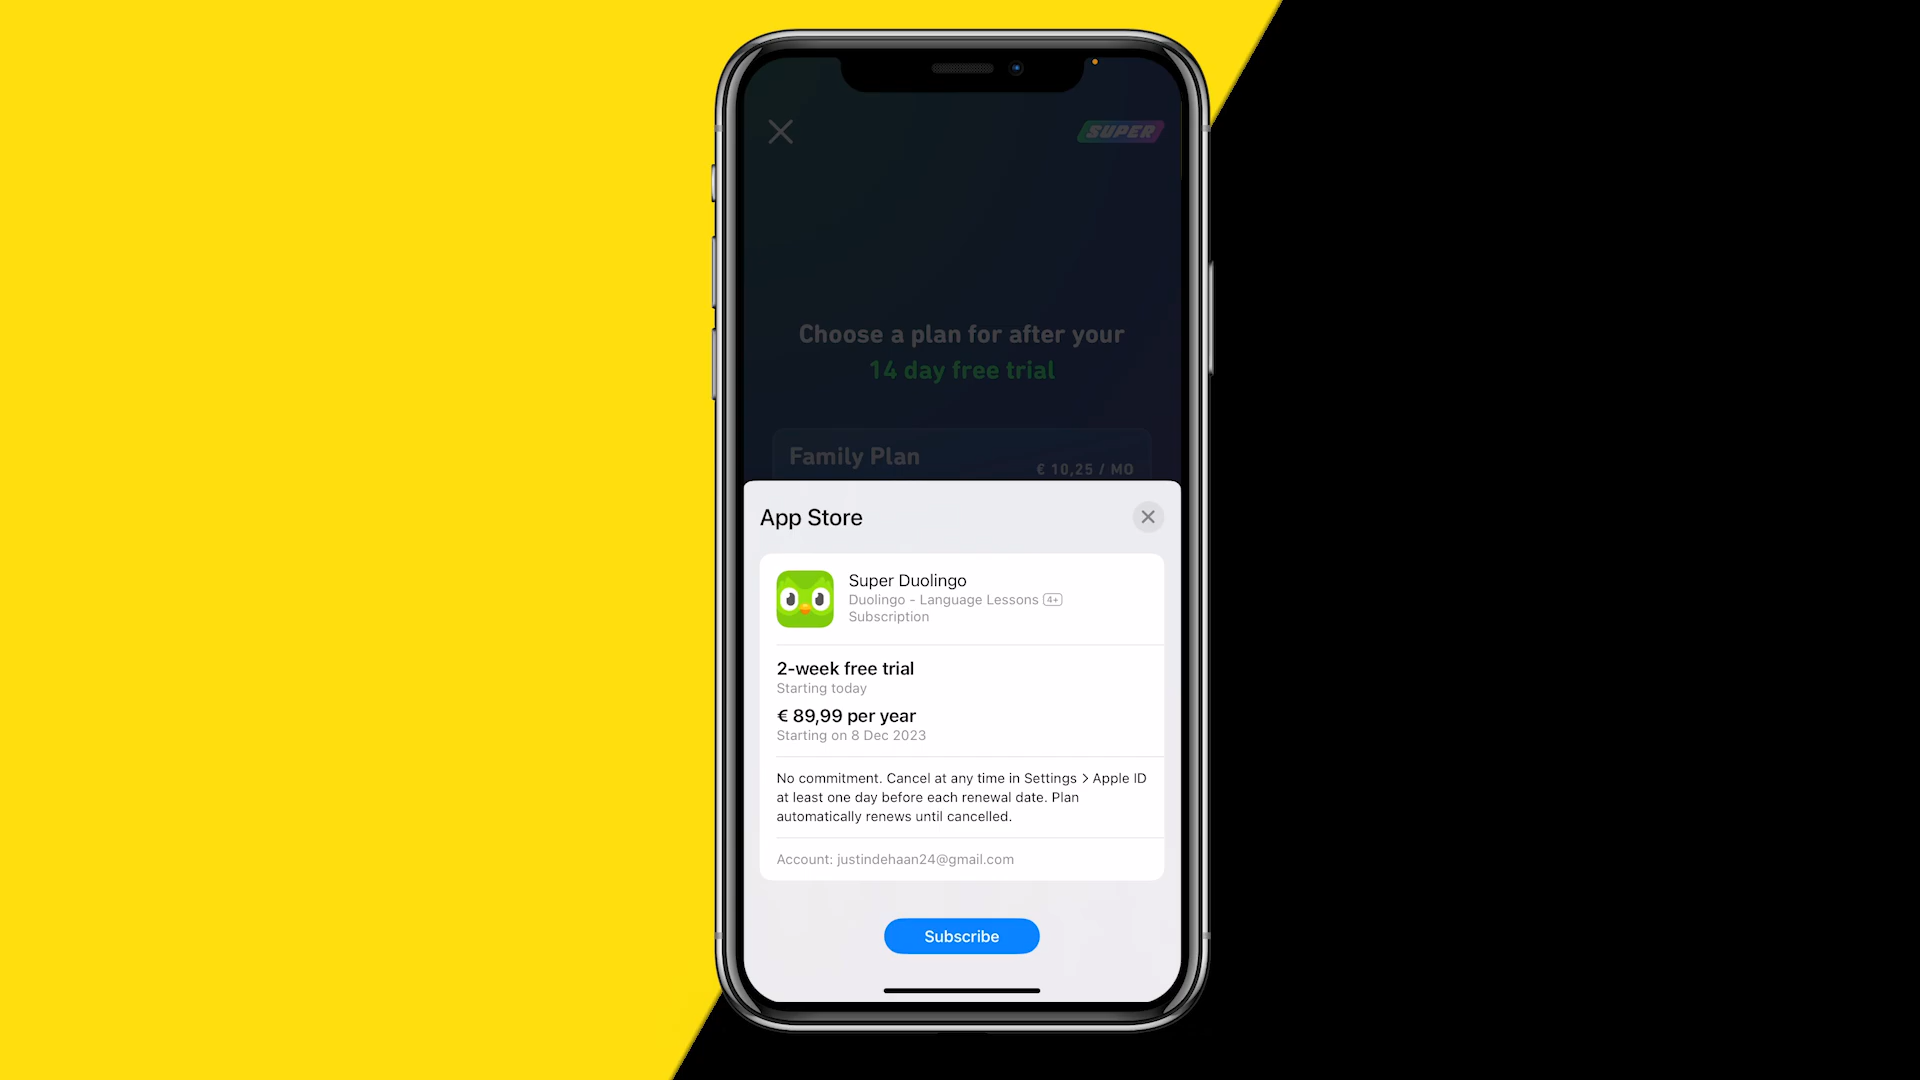 SUPER
Choose a plan for after your
14 day free trial
Family Plan
€ 10,25 / MO
App Store
Super Duolingo
Duolingo - Language Lessons 4+
Subscription
2-week free trial
Starting today
€ 89,99 per year
Starting on 8 Dec 2023
No commitment. Cancel at any time in Settings > Apple ID
at least one day before each renewal date. Plan
automatically renews until cancelled.
Account: justindehaan24@gmail.com
Subscribe